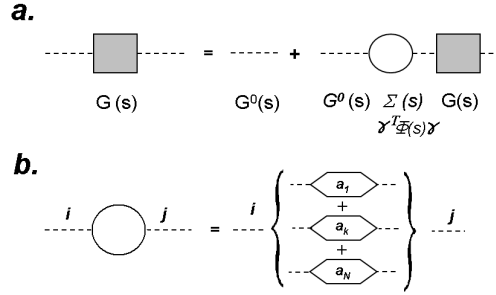 a.
= +
G (s) G⁰(s) G⁰ (s) Σ (s) G(s)
γᵀΦ(s)γ
b.
i j = i { a₁ } j
+
aₖ
+
a_N